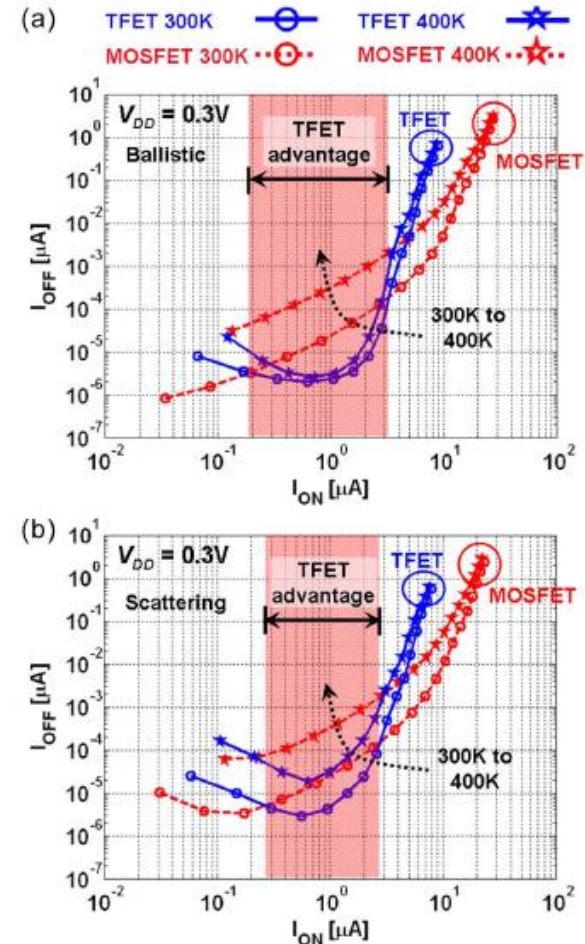 (a)
TFET 300K
TFET 400K
MOSFET 300K
MOSFET 400K
10^1
10^0
10^-1
10^-2
10^-3
10^-4
10^-5
10^-6
10^-7
I_OFF [µA]
V_DD = 0.3V
Ballistic
TFET
advantage
TFET
MOSFET
300K to
400K
10^-2
10^-1
10^0
10^1
10^2
I_ON [µA]
(b)
10^1
10^0
10^-1
10^-2
10^-3
10^-4
10^-5
10^-6
10^-7
I_OFF [µA]
V_DD = 0.3V
Scattering
TFET
advantage
TFET
MOSFET
300K to
400K
10^-2
10^-1
10^0
10^1
10^2
I_ON [µA]